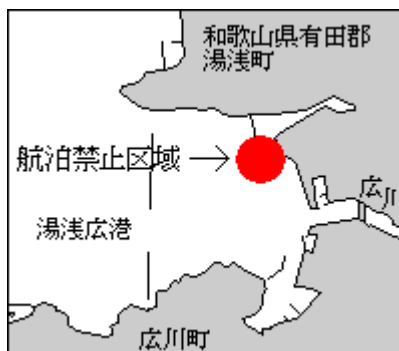 和歌山県有田郡
湯浅町
航泊禁止区域
広川
湯浅広港
広川町